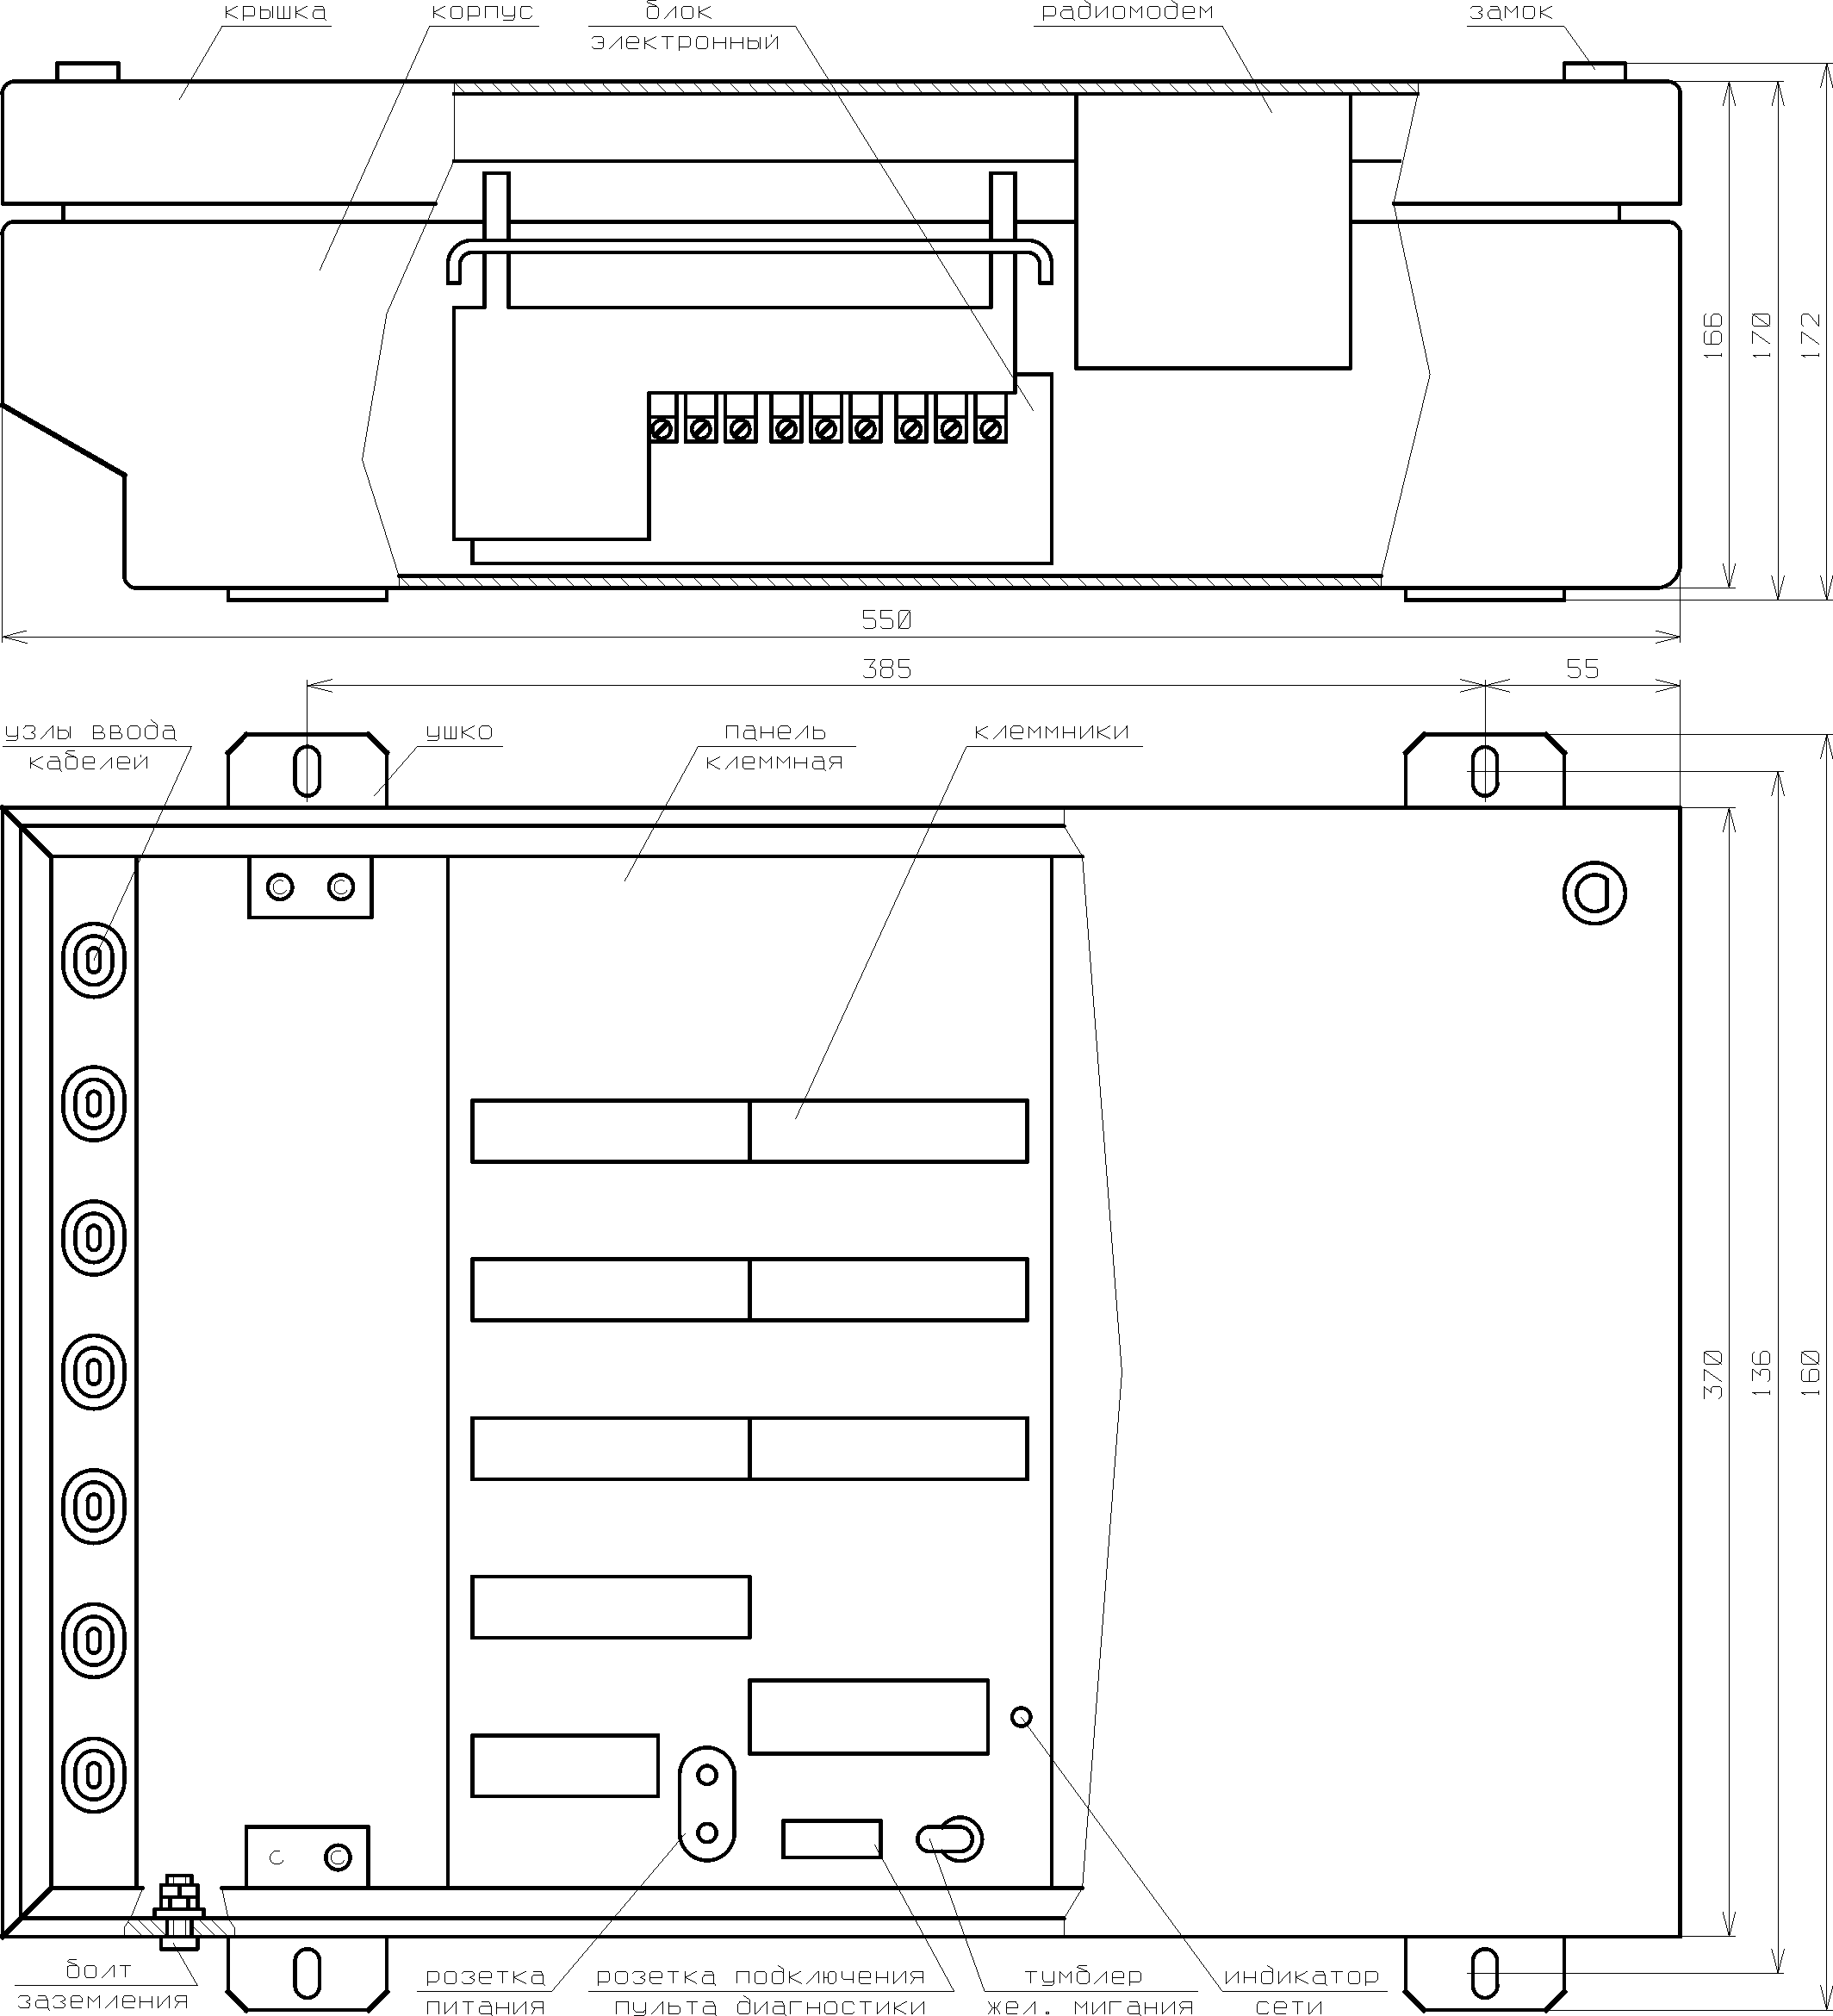 крышка
корпус
блок
электронный
радиомодем
замок
166
170
172
550
385
55
узлы ввода
кабелей
ушко
панель
клеммная
клеммники
370
136
160
болт
заземления
розетка
питания
розетка подключения
пульта диагностики
тумблер
жел. мигания
индикатор
сети